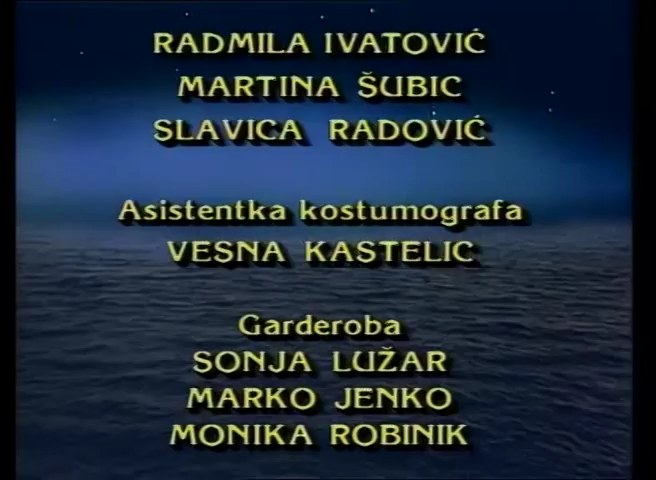 RADMILA IVATOVIĆ
MARTINA ŠUBIC
SLAVICA RADOVIĆ
Asistentka kostumografa
VESNA KASTELIC
Garderoba
SONJA LUŽAR
MARKO JENKO
MONIKA ROBINIK